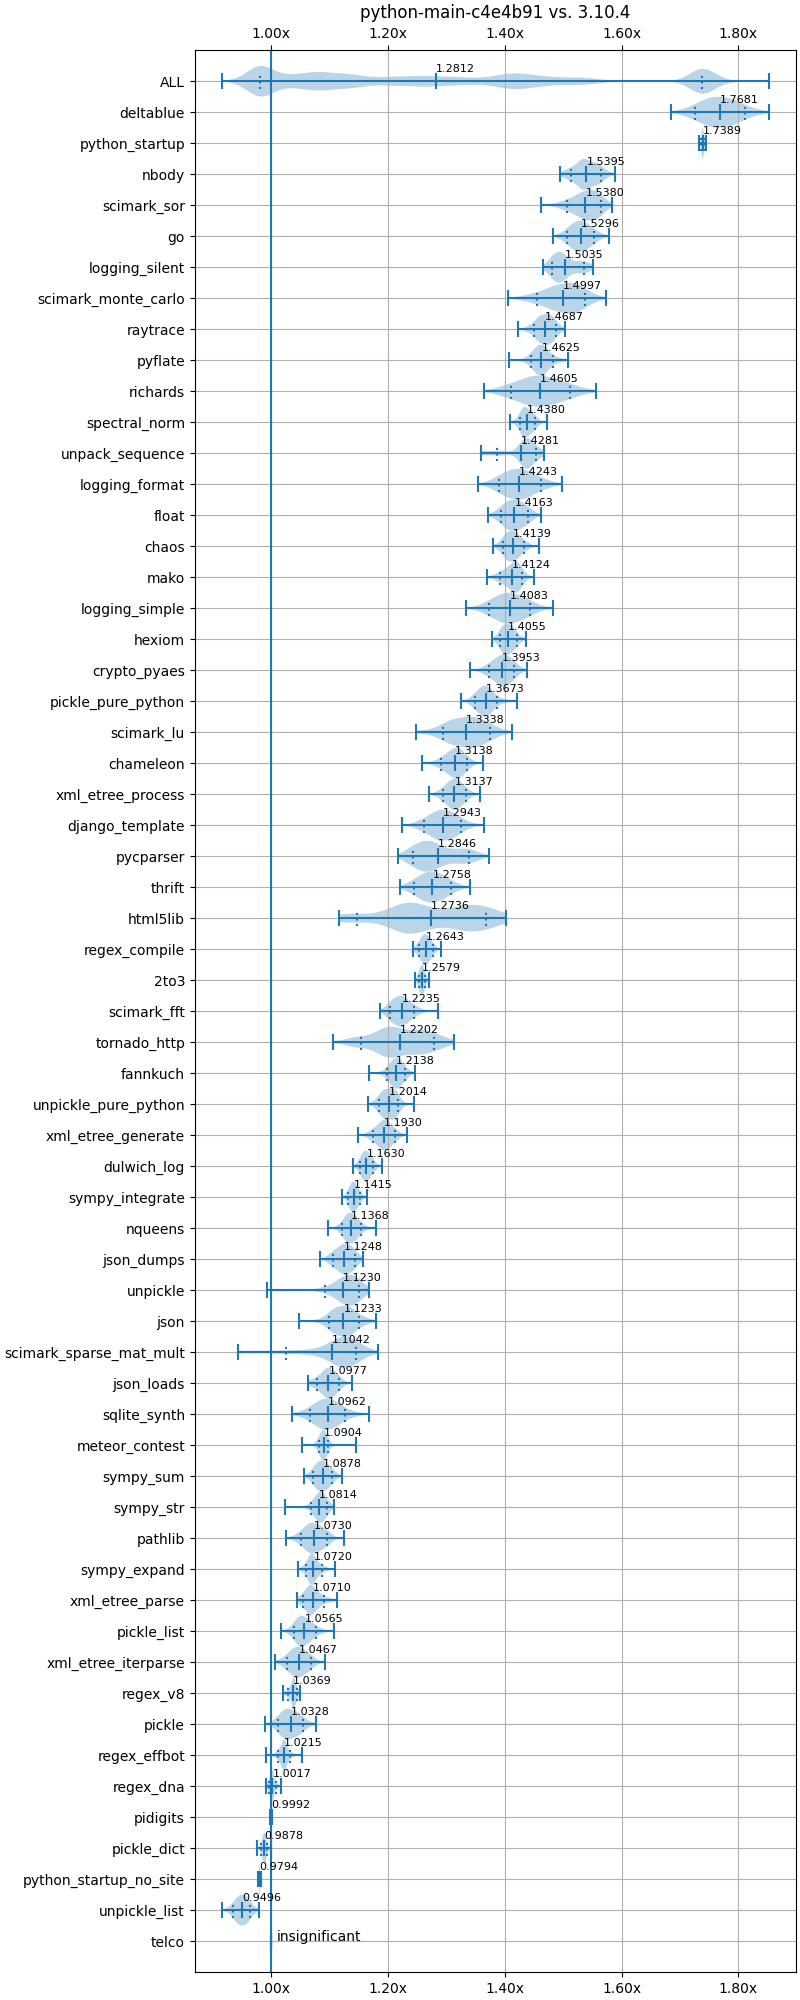 python-main-c4e4b91 vs. 3.10.4
1.00x 1.20x 1.40x 1.60x 1.80x
ALL 1.2812
deltablue 1.7681
python_startup 1.7389
nbody 1.5395
scimark_sor 1.5380
go 1.5296
logging_silent 1.5035
scimark_monte_carlo 1.4997
raytrace 1.4687
pyflate 1.4625
richards 1.4605
spectral_norm 1.4380
unpack_sequence 1.4281
logging_format 1.4243
float 1.4163
chaos 1.4139
mako 1.4124
logging_simple 1.4083
hexiom 1.4055
crypto_pyaes 1.3953
pickle_pure_python 1.3673
scimark_lu 1.3338
chameleon 1.3138
xml_etree_process 1.3137
django_template 1.2943
pycparser 1.2846
thrift 1.2758
html5lib 1.2736
regex_compile 1.2643
2to3 1.2579
scimark_fft 1.2235
tornado_http 1.2202
fannkuch 1.2138
unpickle_pure_python 1.2014
xml_etree_generate 1.1930
dulwich_log 1.1630
sympy_integrate 1.1415
nqueens 1.1368
json_dumps 1.1248
unpickle 1.1230
json 1.1233
scimark_sparse_mat_mult 1.1042
json_loads 1.0977
sqlite_synth 1.0962
meteor_contest 1.0904
sympy_sum 1.0878
sympy_str 1.0814
pathlib 1.0730
sympy_expand 1.0720
xml_etree_parse 1.0710
pickle_list 1.0565
xml_etree_iterparse 1.0467
regex_v8 1.0369
pickle 1.0328
regex_effbot 1.0215
regex_dna 1.0017
pidigits 0.9992
pickle_dict 0.9878
python_startup_no_site 0.9794
unpickle_list 0.9496
telco insignificant
1.00x 1.20x 1.40x 1.60x 1.80x